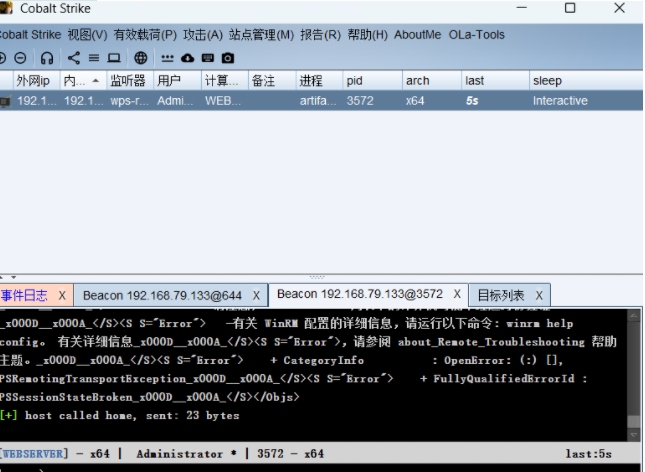 Cobalt Strike
Cobalt Strike 视图(V) 有效载荷(P) 攻击(A) 站点管理(M) 报告(R) 帮助(H) AboutMe OLa-Tools
外网ip 内... 监听器 用户 计算... 备注 进程 pid arch last sleep
192.1... 192.1... wps-r... Admi... WEB... artifa... 3572 x64 5s Interactive
事件日志 X Beacon 192.168.79.133@644 X Beacon 192.168.79.133@3572 X 目标列表 X
_x000D__x000A_</S><S S="Error"> 有关 WinRM 配置的详细信息，请运行以下命令: winrm help
config。 有关详细信息_x000D__x000A_</S><S S="Error">，请参阅 about_Remote_Troubleshooting 帮助
主题。_x000D__x000A_</S><S S="Error"> + CategoryInfo : OpenError: (:) [],
PSRemotingTransportException_x000D__x000A_</S><S S="Error"> + FullyQualifiedErrorId :
PSSessionStateBroken_x000D__x000A_</S></Objs>
[+] host called home, sent: 23 bytes
[WEBSERVER] - x64 | Administrator * | 3572 - x64 last:5s